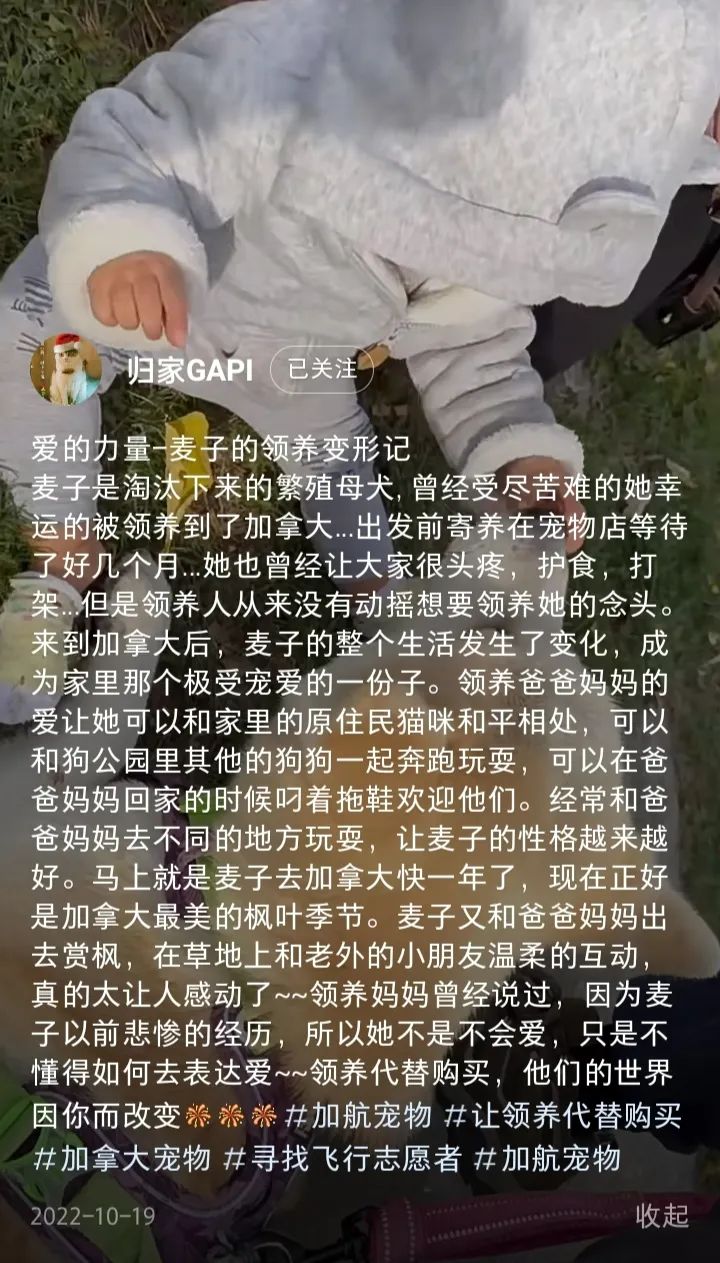 归家GAPI 已关注
爱的力量-麦子的领养变形记
麦子是淘汰下来的繁殖母犬,曾经受尽苦难的她幸
运的被领养到了加拿大...出发前寄养在宠物店等待
了好几个月...她也曾经让大家很头疼，护食，打
架...但是领养人从来没有动摇想要领养她的念头。
来到加拿大后，麦子的整个生活发生了变化，成
为家里那个极受宠爱的一份子。领养爸爸妈妈的
爱让她可以和家里的原住民猫咪和平相处，可以
和狗公园里其他的狗狗一起奔跑玩耍，可以在爸
爸妈妈回家的时候叼着拖鞋欢迎他们。经常和爸
爸妈妈去不同的地方玩耍，让麦子的性格越来越
好。马上就是麦子去加拿大快一年了，现在正好
是加拿大最美的枫叶季节。麦子又和爸爸妈妈出
去赏枫，在草地上和老外的小朋友温柔的互动，
真的太让人感动了~~领养妈妈曾经说过，因为麦
子以前悲惨的经历，所以她不是不会爱，只是不
懂得如何去表达爱~~领养代替购买，他们的世界
因你而改变🎇🎇🎇#加航宠物 #让领养代替购买
#加拿大宠物 #寻找飞行志愿者 #加航宠物
2022-10-19 收起